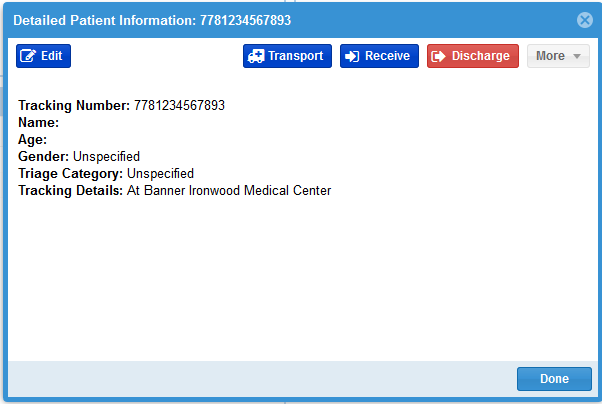 Detailed Patient Information: 7781234567893
Edit Transport Receive Discharge More
Tracking Number: 7781234567893
Name:
Age:
Gender: Unspecified
Triage Category: Unspecified
Tracking Details: At Banner Ironwood Medical Center
Done